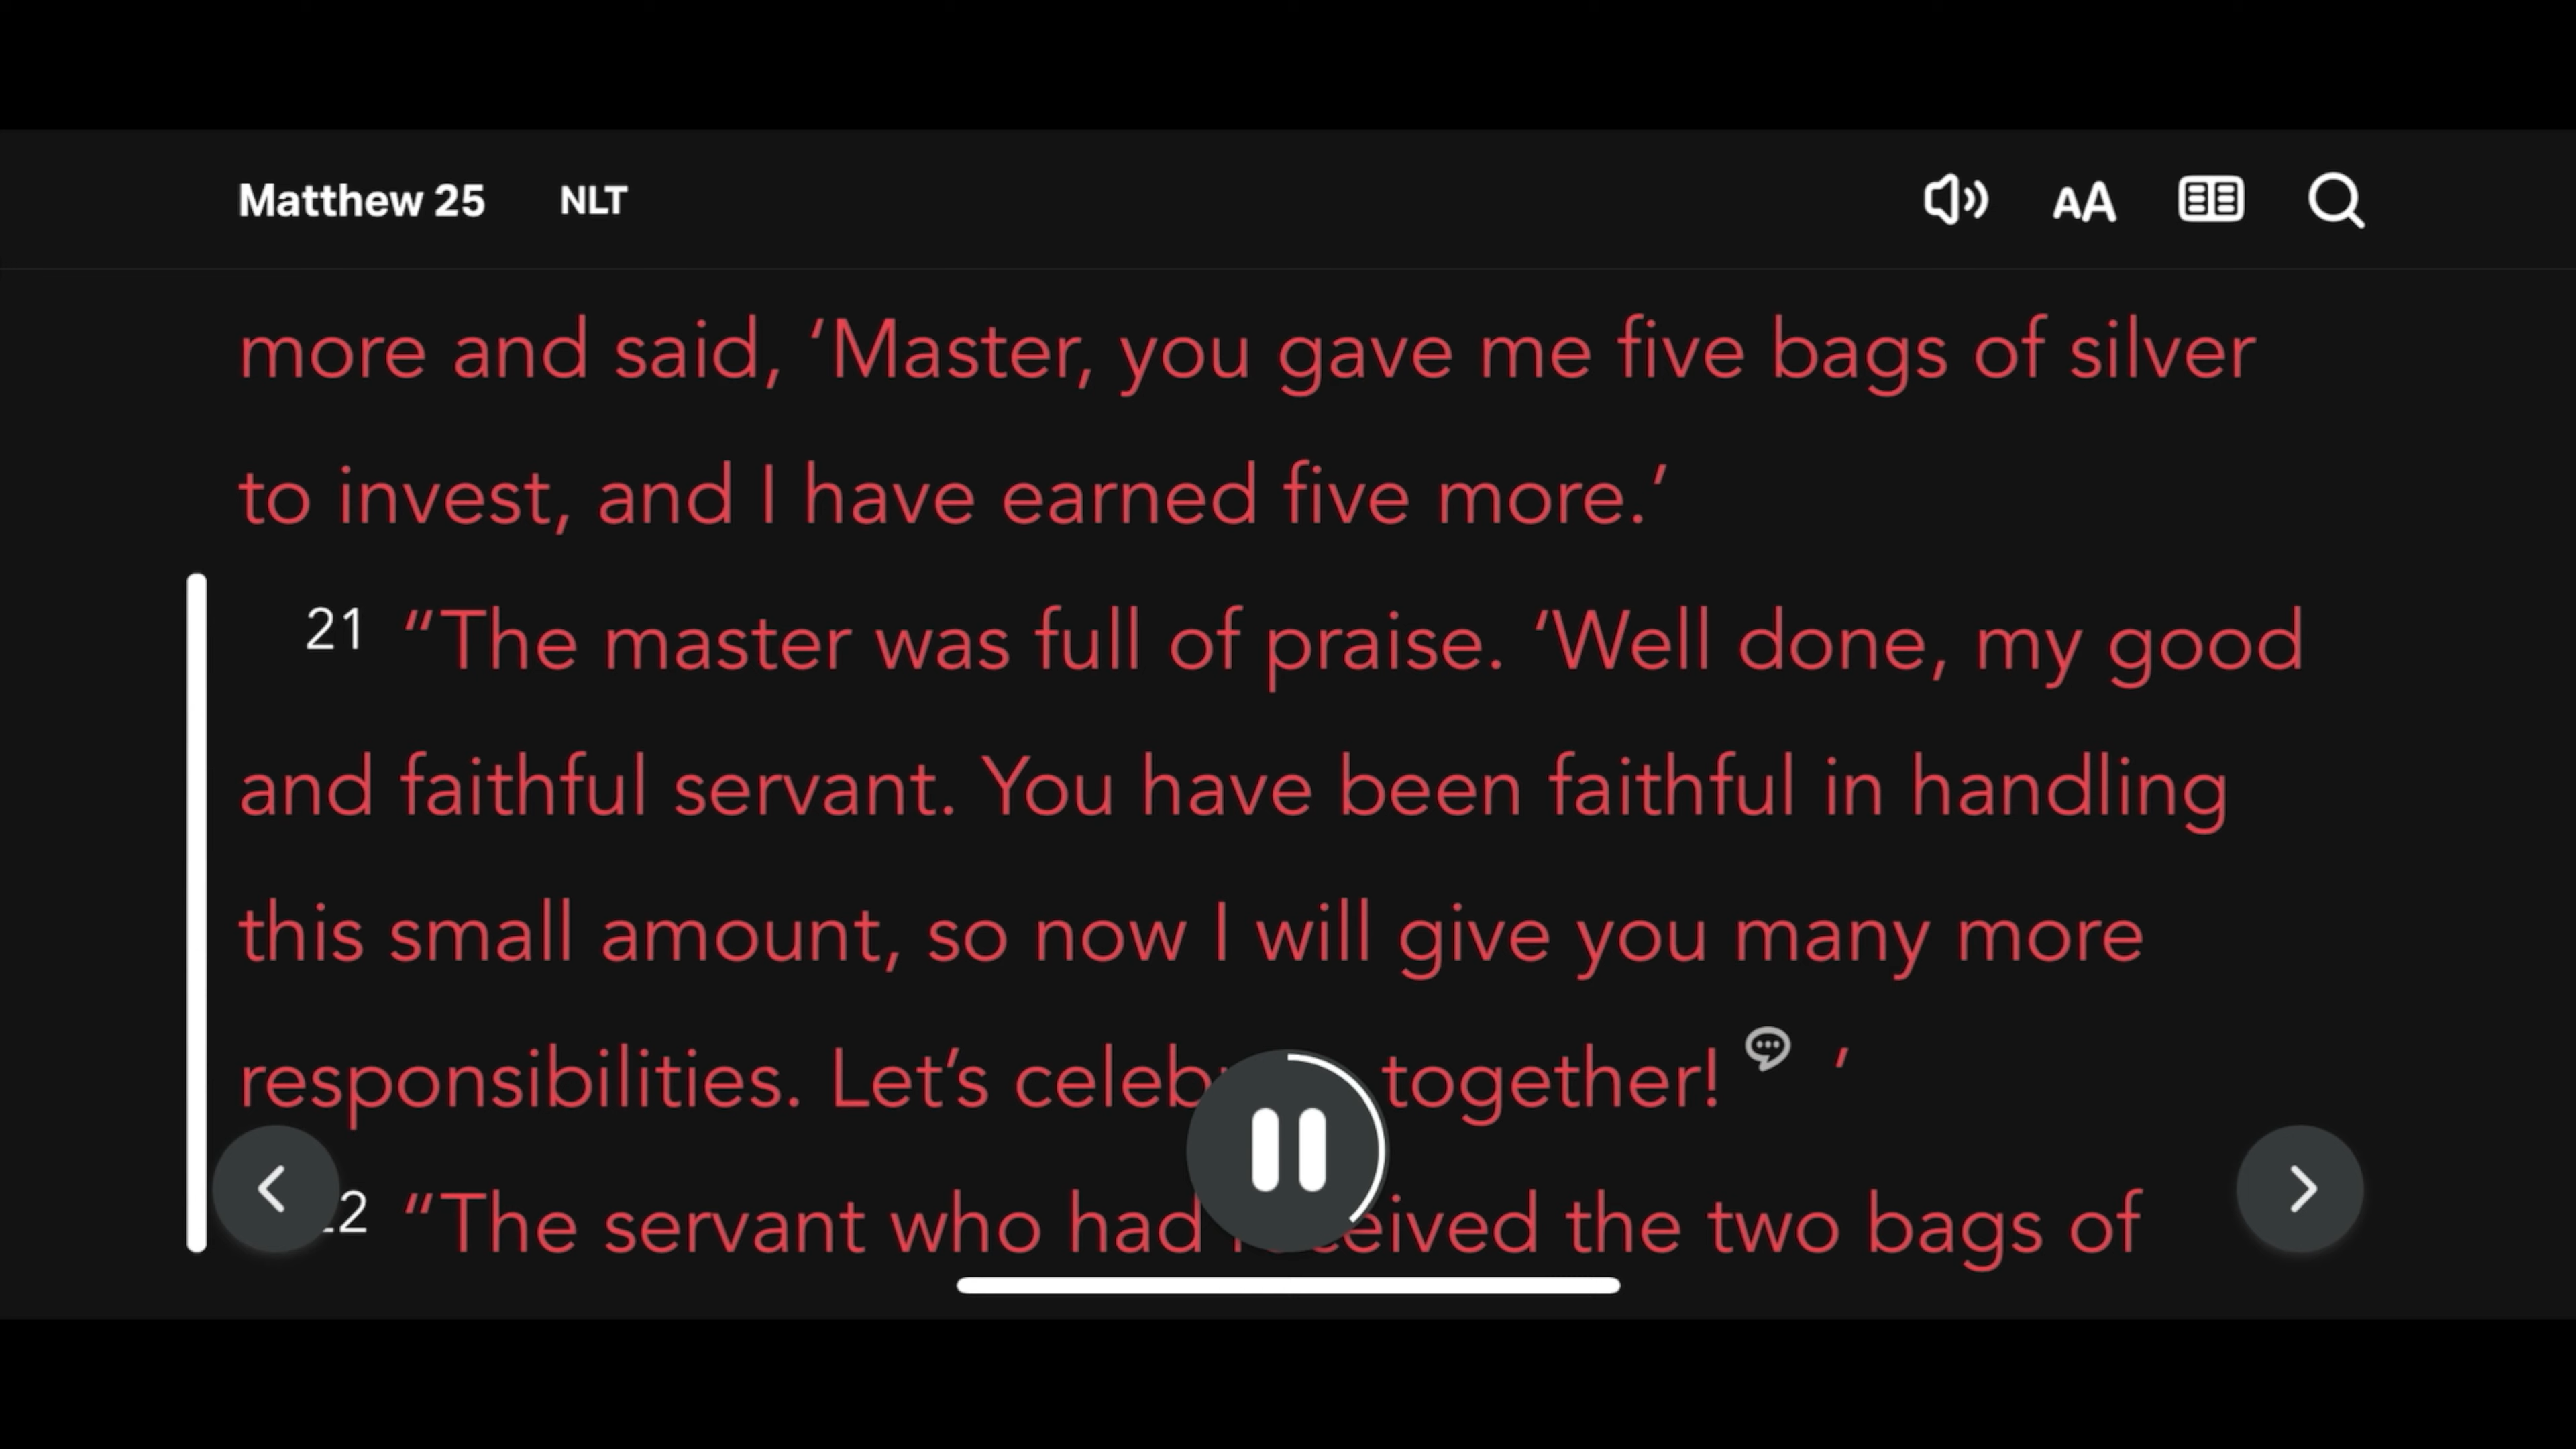 Matthew 25 NLT AA
more and said, ‘Master, you gave me five bags of silver
to invest, and I have earned five more.’
21 “The master was full of praise. ‘Well done, my good
and faithful servant. You have been faithful in handling
this small amount, so now I will give you many more
responsibilities. Let’s together! ’
“The servant who had the two bags of